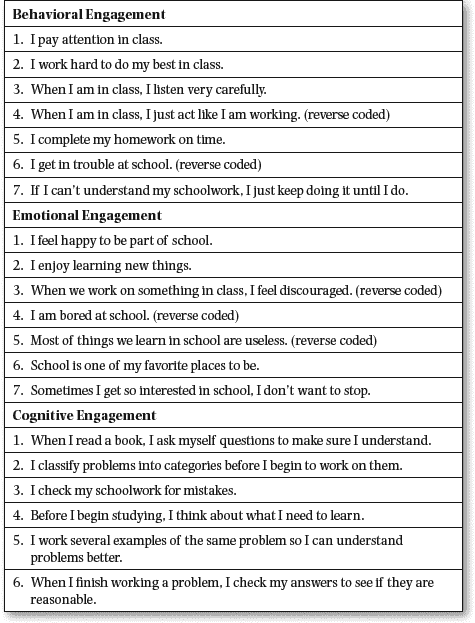 Behavioral Engagement
1. I pay attention in class.
2. I work hard to do my best in class.
3. When I am in class, I listen very carefully.
4. When I am in class, I just act like I am working. (reverse coded)
5. I complete my homework on time.
6. I get in trouble at school. (reverse coded)
7. If I can't understand my schoolwork, I just keep doing it until I do.
Emotional Engagement
1. I feel happy to be part of school.
2. I enjoy learning new things.
3. When we work on something in class, I feel discouraged. (reverse coded)
4. I am bored at school. (reverse coded)
5. Most of things we learn in school are useless. (reverse coded)
6. School is one of my favorite places to be.
7. Sometimes I get so interested in school, I don't want to stop.
Cognitive Engagement
1. When I read a book, I ask myself questions to make sure I understand.
2. I classify problems into categories before I begin to work on them.
3. I check my schoolwork for mistakes.
4. Before I begin studying, I think about what I need to learn.
5. I work several examples of the same problem so I can understand
problems better.
6. When I finish working a problem, I check my answers to see if they are
reasonable.